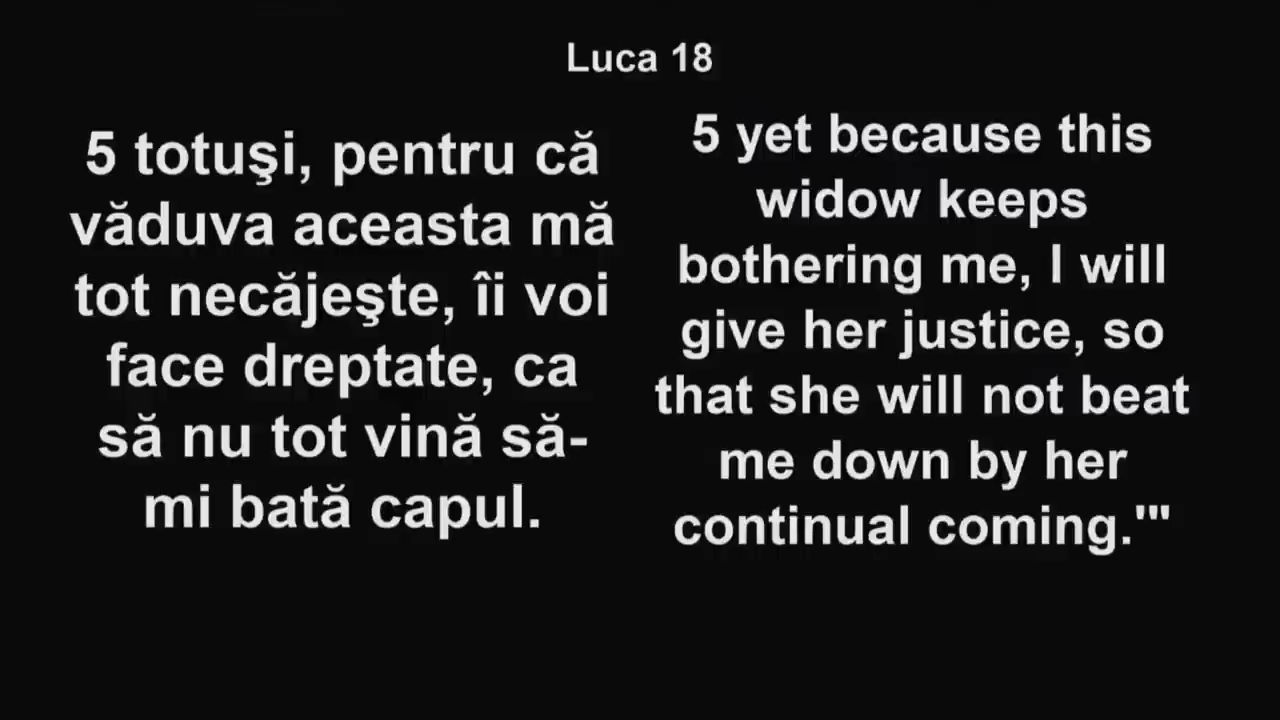 Luca 18
5 totuşi, pentru că
văduva aceasta mă
tot necăjeşte, îi voi
face dreptate, ca
să nu tot vină să-
mi bată capul.
5 yet because this
widow keeps
bothering me, I will
give her justice, so
that she will not beat
me down by her
continual coming.'"